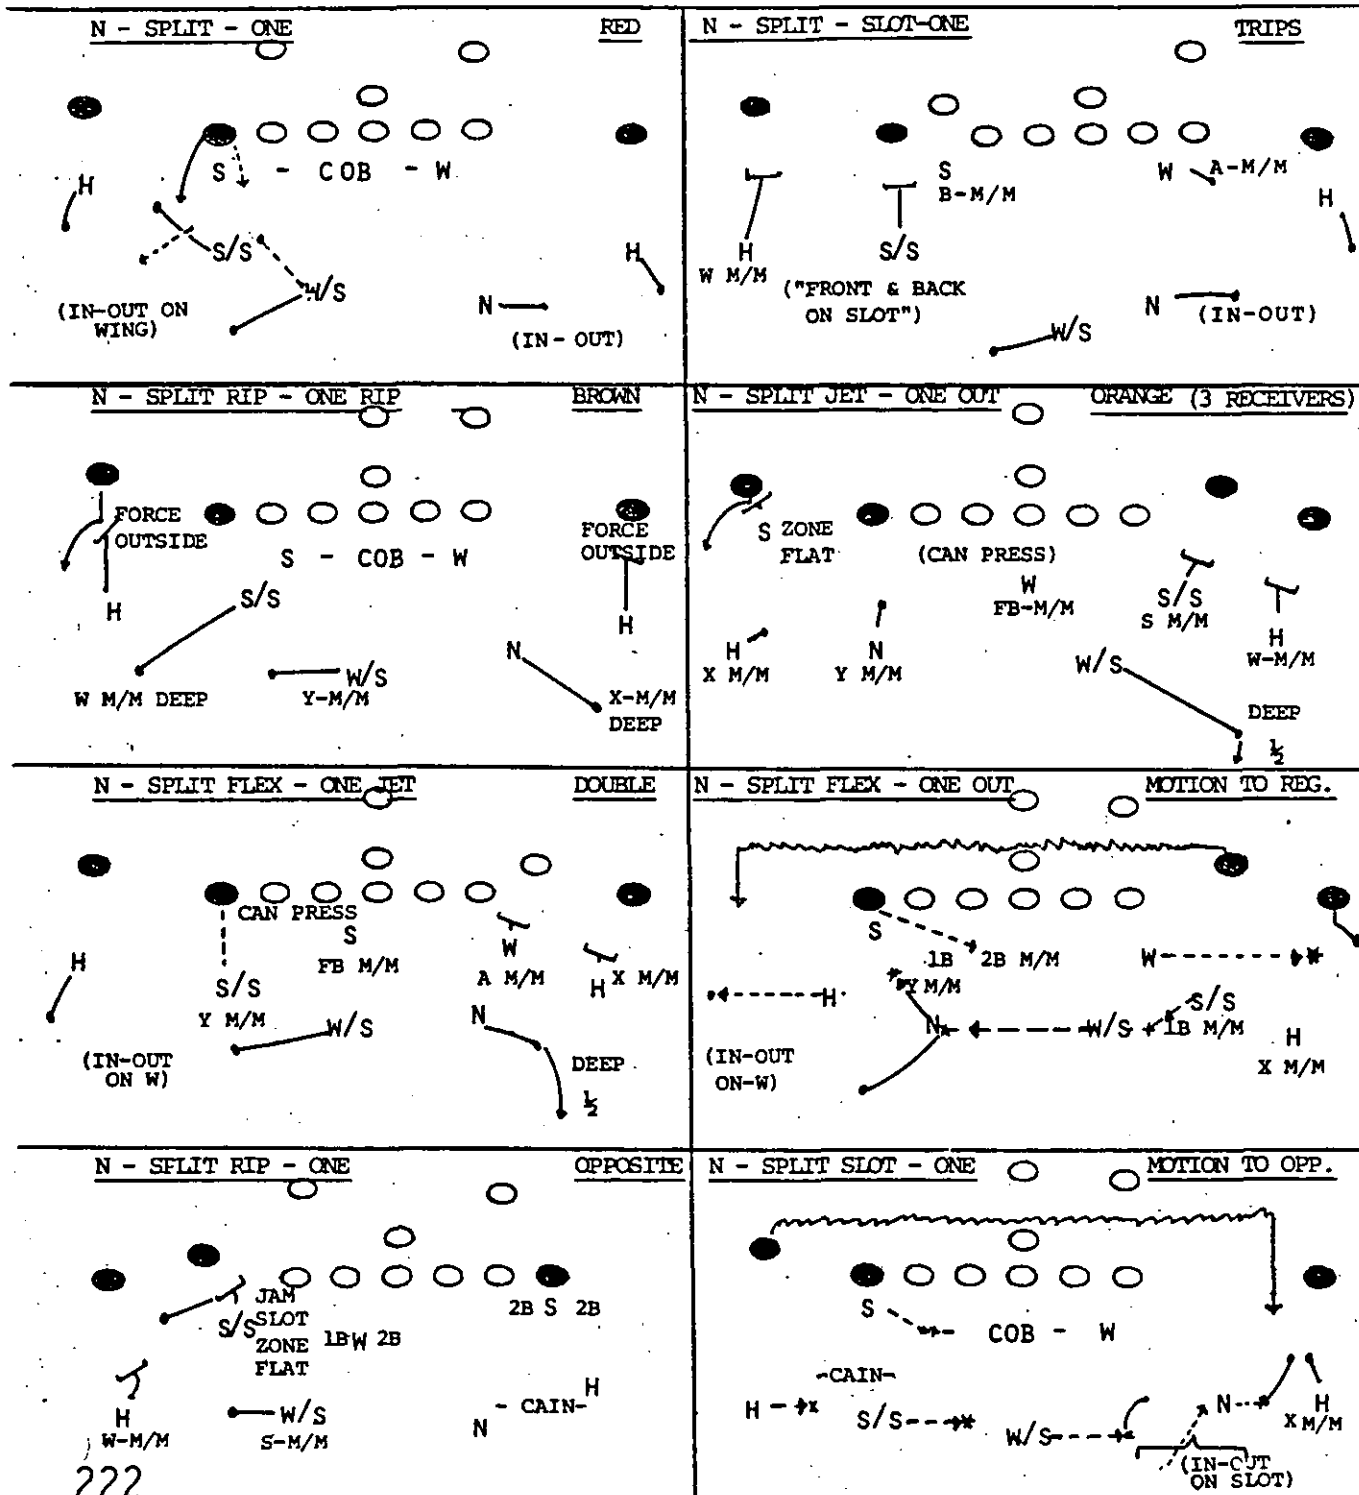 N - SPLIT - ONE RED
S - COB - W
H
S/S
H
W/S
(IN-OUT ON
WING)
N
(IN-OUT)
N - SPLIT - SLOT-ONE TRIPS
S
B-M/M
W A-M/M
H
H
W M/M
S/S
("FRONT & BACK
ON SLOT")
N
(IN-OUT)
W/S
N - SPLIT RIP - ONE RIP BROWN
FORCE
OUTSIDE
FORCE
OUTSIDE
S - COB - W
S/S
H
H
N
W/S
W M/M DEEP
Y-M/M
X-M/M
DEEP
N - SPLIT JET - ONE OUT ORANGE (3 RECEIVERS)
S ZONE
FLAT
(CAN PRESS)
W
FB-M/M
S/S
S M/M
H
X M/M
N
Y M/M
H
W-M/M
W/S
DEEP
½
N - SPLIT FLEX - ONE JET DOUBLE
CAN PRESS
S
FB M/M
W
A M/M
H
H X M/M
S/S
Y M/M
W/S
N
(IN-OUT
ON W)
DEEP
½
N - SPLIT FLEX - ONE OUT MOTION TO REG.
S
1B 2B M/M
W
Y M/M
H
S/S
1B M/M
N
W/S
H
X M/M
(IN-OUT
ON-W)
N - SPLIT RIP - ONE OPPOSITE
JAM
SLOT
ZONE
FLAT
S/S
1B W 2B
2B S 2B
H
W-M/M
W/S
S-M/M
N - CAIN- H
N - SPLIT SLOT - ONE MOTION TO OPP.
S
COB - W
-CAIN-
H
S/S
W/S
N
H
X M/M
(IN-OUT
ON SLOT)
222